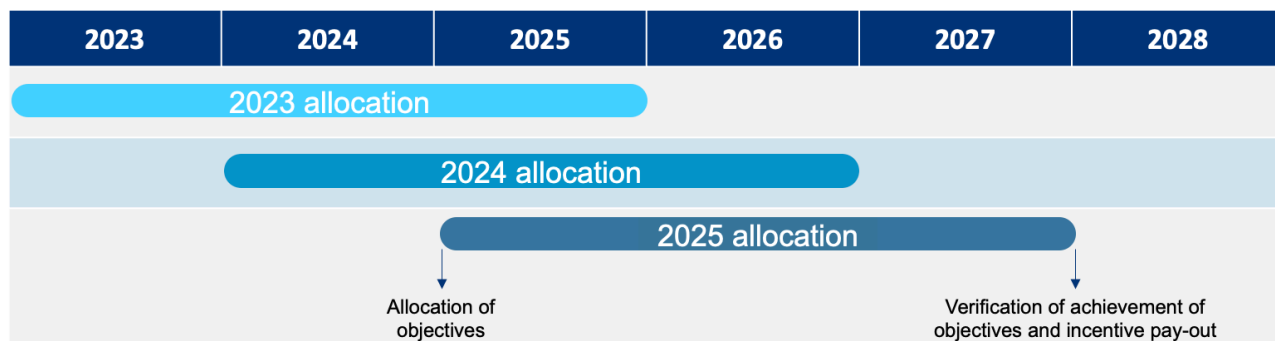 2023 2024 2025 2026 2027 2028
2023 allocation
2024 allocation
2025 allocation
Allocation of
objectives
Verification of achievement of
objectives and incentive pay-out